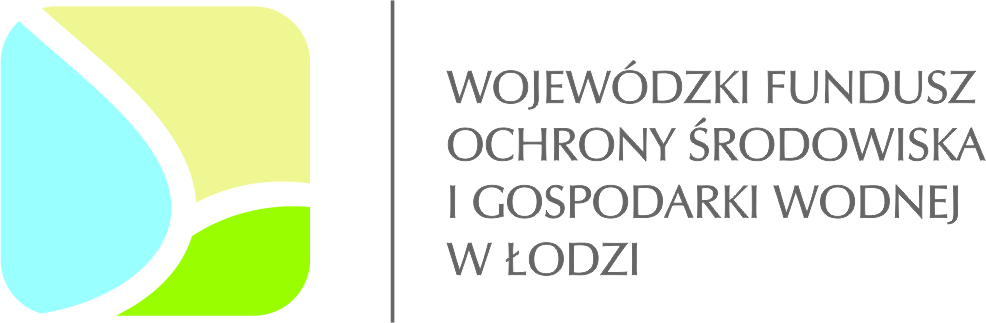 WOJEWÓDZKI FUNDUSZ
OCHRONY ŚRODOWISKA
I GOSPODARKI WODNEJ
W ŁODZI